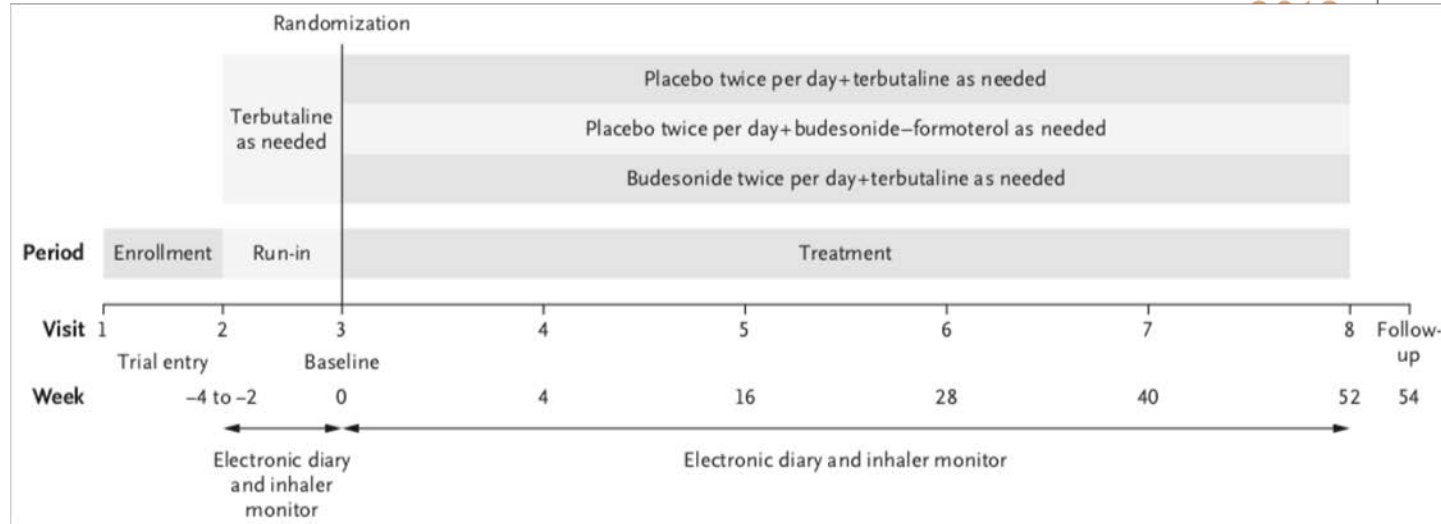 Randomization
Terbutaline
as needed
Placebo twice per day+terbutaline as needed
Placebo twice per day+budesonide–formoterol as needed
Budesonide twice per day+terbutaline as needed
Period Enrollment Run-in Treatment
Visit 1 2 3 4 5 6 7 8 Follow-
up
Trial entry Baseline
Week –4 to –2 0 4 16 28 40 52 54
Electronic diary
and inhaler
monitor
Electronic diary and inhaler monitor